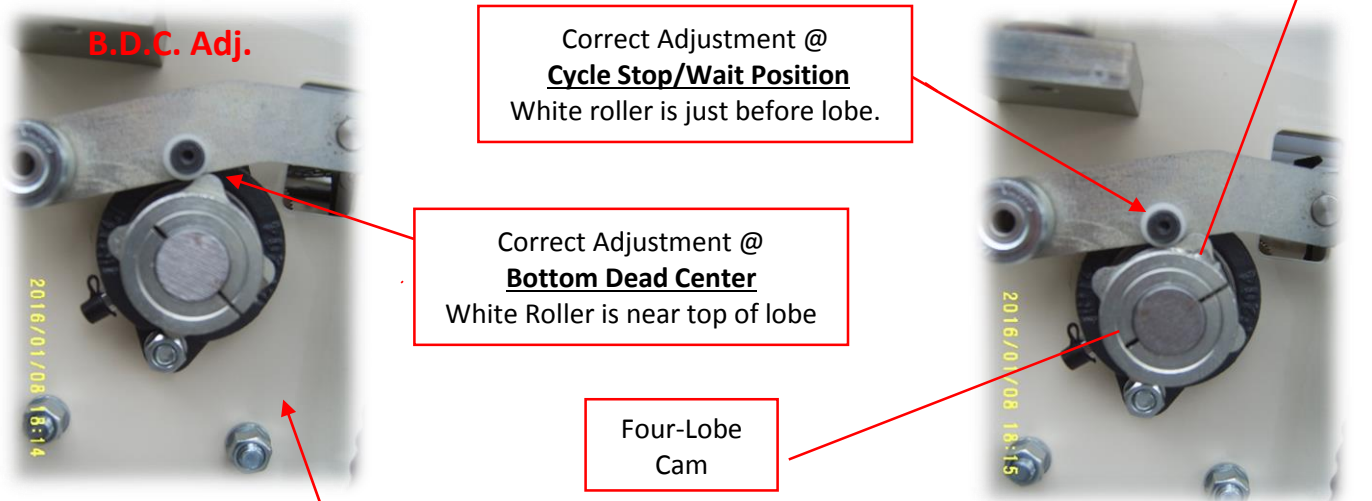 B.D.C. Adj.
Correct Adjustment @
Cycle Stop/Wait Position
White roller is just before lobe.
Correct Adjustment @
Bottom Dead Center
White Roller is near top of lobe
Four-Lobe
Cam
2016/01/08 18:14
2016/01/08 18:15